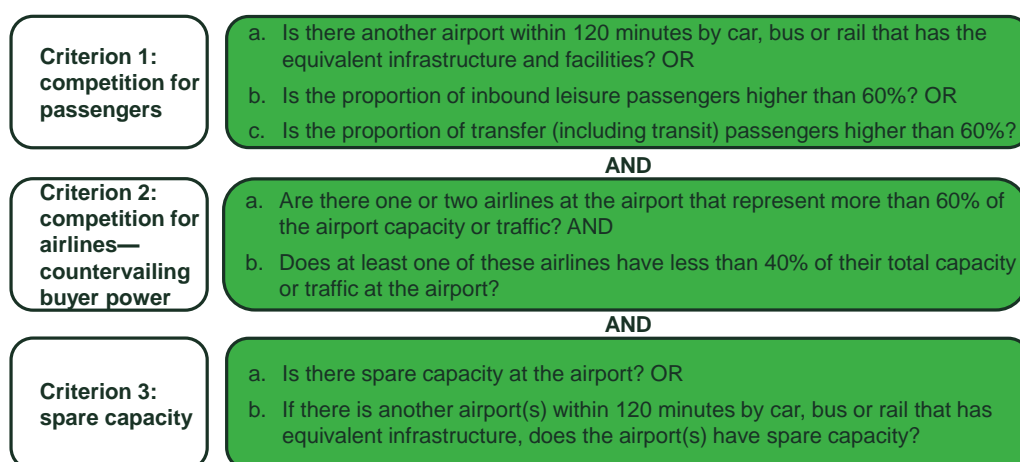 Criterion 1:
competition for
passengers
a. Is there another airport within 120 minutes by car, bus or rail that has the
equivalent infrastructure and facilities? OR
b. Is the proportion of inbound leisure passengers higher than 60%? OR
c. Is the proportion of transfer (including transit) passengers higher than 60%?
AND
Criterion 2:
competition for
airlines—
countervailing
buyer power
a. Are there one or two airlines at the airport that represent more than 60% of
the airport capacity or traffic? AND
b. Does at least one of these airlines have less than 40% of their total capacity
or traffic at the airport?
AND
Criterion 3:
spare capacity
a. Is there spare capacity at the airport? OR
b. If there is another airport(s) within 120 minutes by car, bus or rail that has
equivalent infrastructure, does the airport(s) have spare capacity?